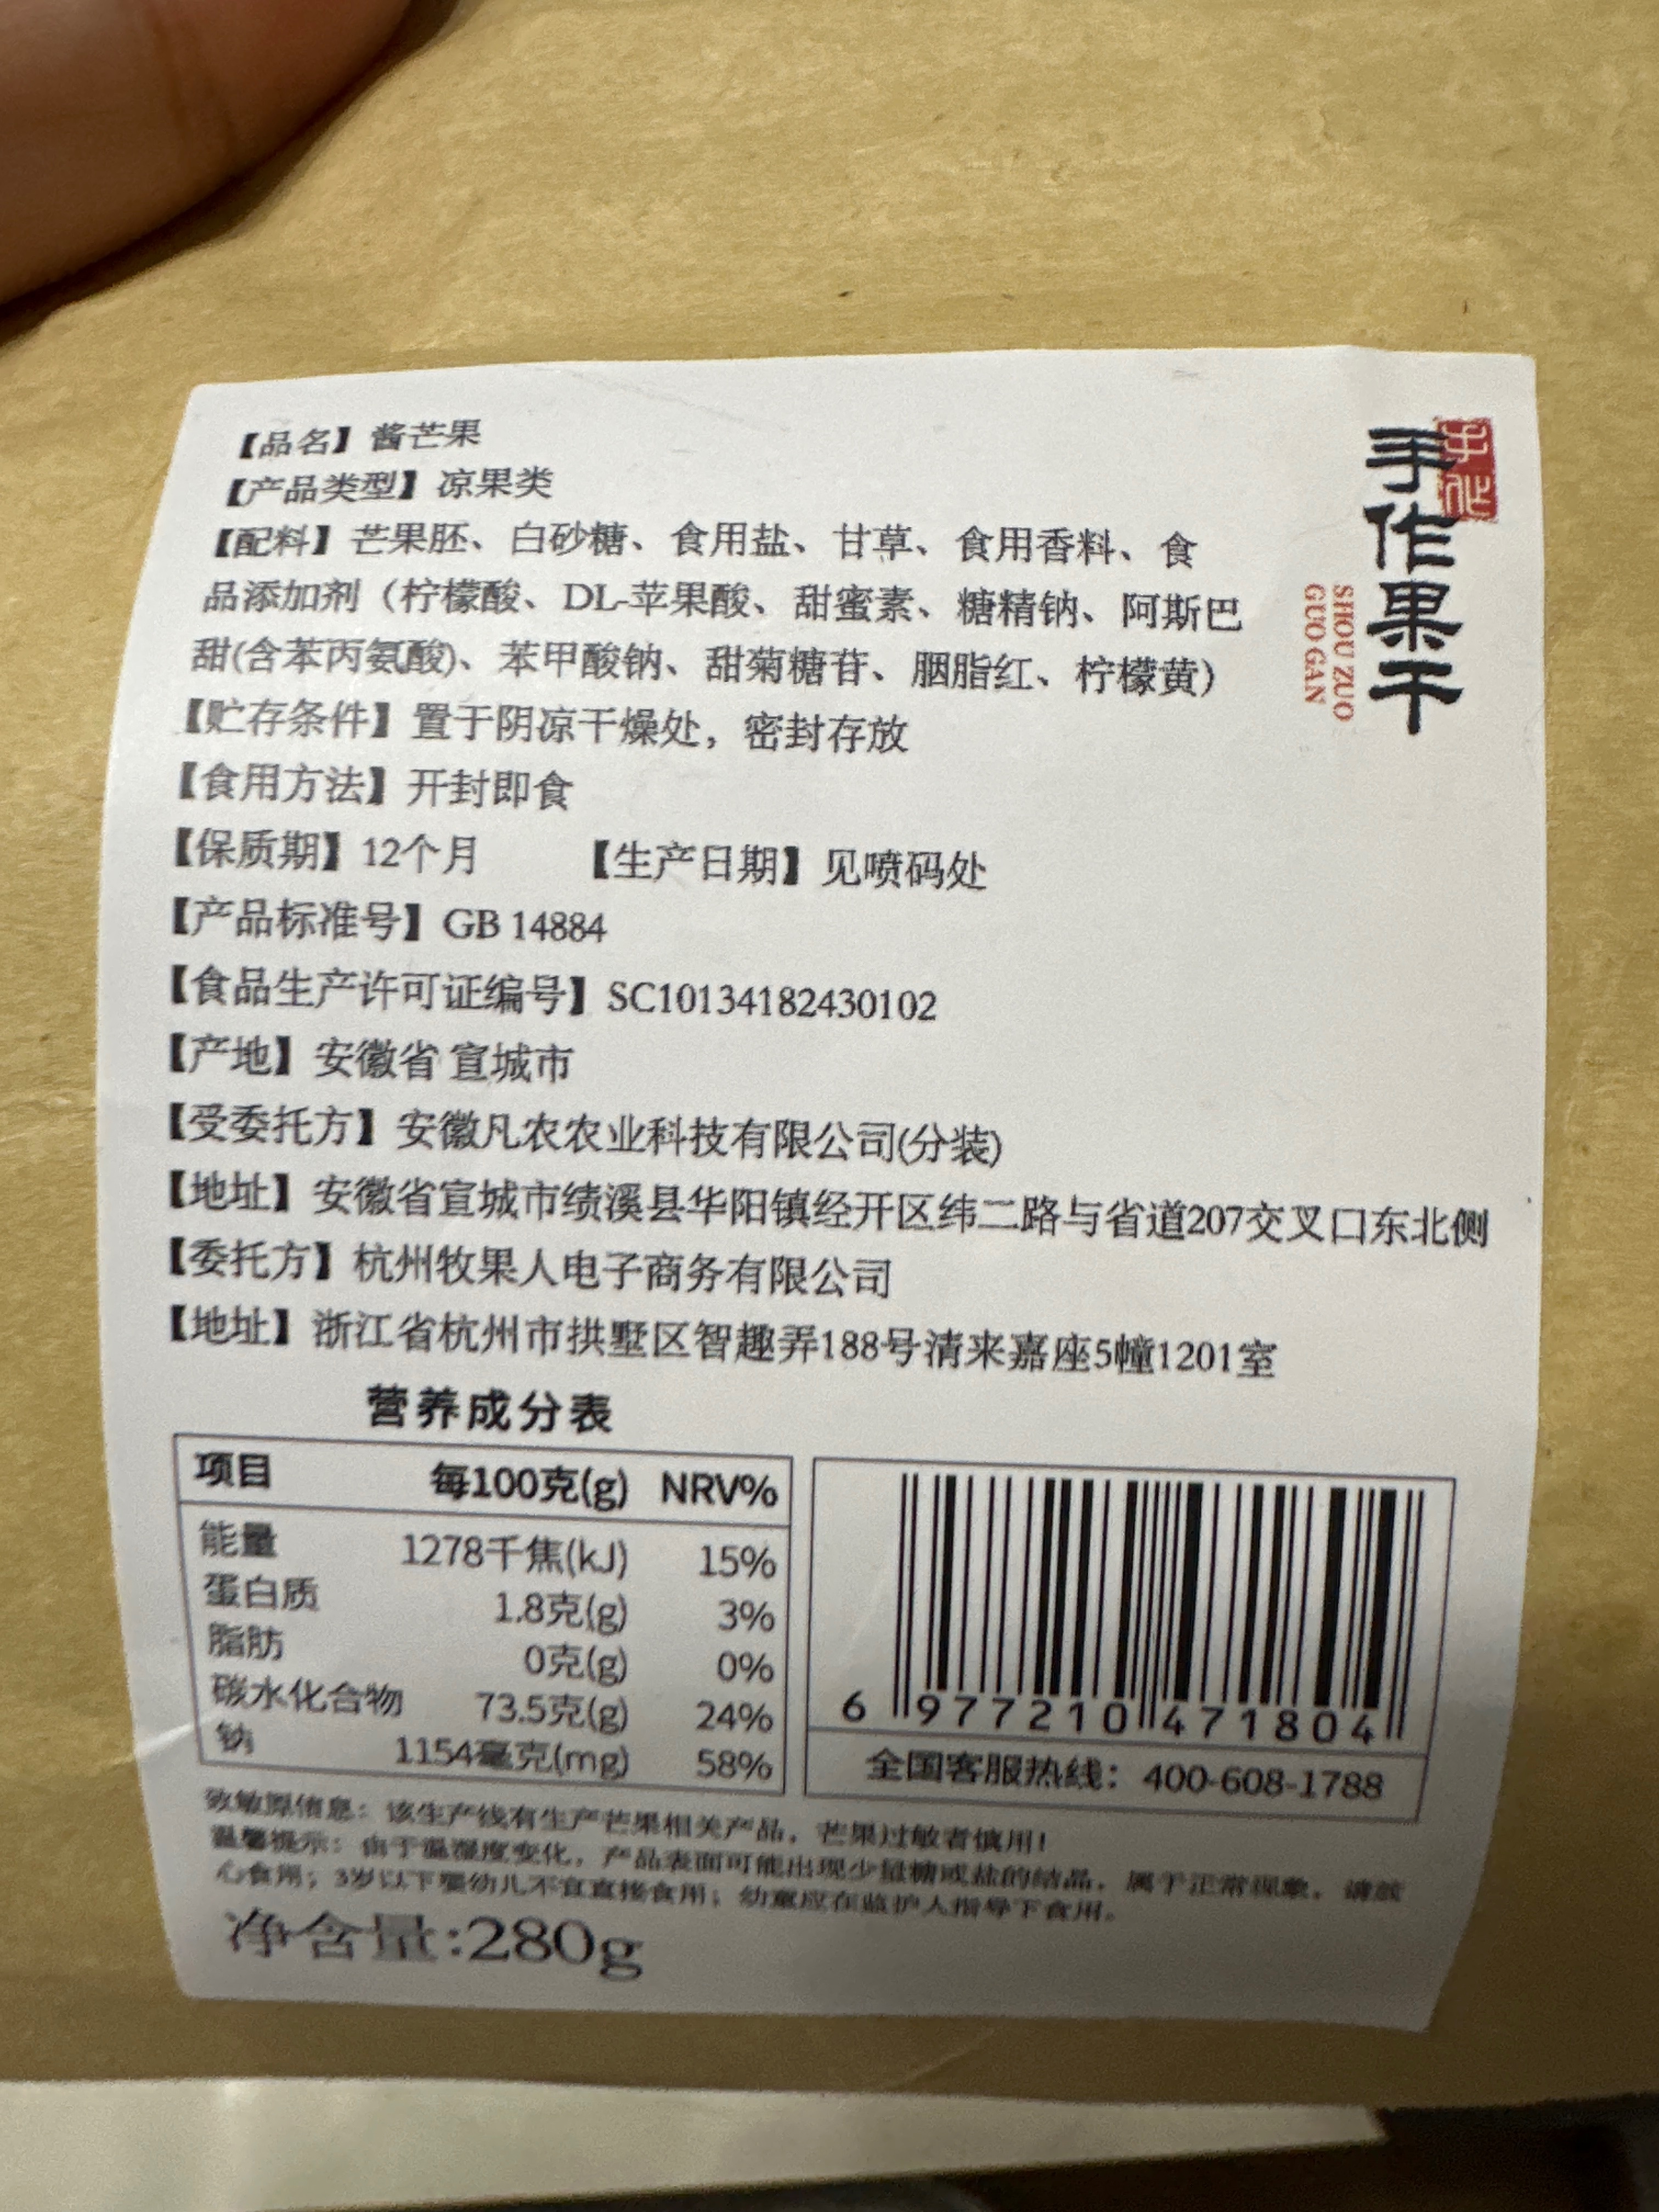 【品名】酱芒果
【产品类型】凉果类
【配料】芒果胚、白砂糖、食用盐、甘草、食用香料、食
品添加剂（柠檬酸、DL-苹果酸、甜蜜素、糖精钠、阿斯巴
甜(含苯丙氨酸)、苯甲酸钠、甜菊糖苷、胭脂红、柠檬黄）
【贮存条件】置于阴凉干燥处，密封存放
【食用方法】开封即食
【保质期】12个月 【生产日期】见喷码处
【产品标准号】GB 14884
【食品生产许可证编号】SC10134182430102
【产地】安徽省 宣城市
【受委托方】安徽凡农农业科技有限公司(分装)
【地址】安徽省宣城市绩溪县华阳镇经开区纬二路与省道207交叉口东北侧
【委托方】杭州牧果人电子商务有限公司
【地址】浙江省杭州市拱墅区智趣弄188号清来嘉座5幢1201室
手作果干
手作
SHOU ZUO
GUO GAN
营养成分表
项目 每100克(g) NRV%
能量 1278千焦(kJ) 15%
蛋白质 1.8克(g) 3%
脂肪 0克(g) 0%
碳水化合物 73.5克(g) 24%
钠 1154毫克(mg) 58%
6 977210 471804
全国客服热线：400-608-1788
致敏原信息：该生产线有生产芒果相关产品，芒果过敏者慎用！
温馨提示：由于温湿度变化，产品表面可能出现少量糖或盐的结晶，属于正常现象，请放
心食用；3岁以下婴幼儿不宜直接食用；幼童应在监护人指导下食用。
净含量:280g